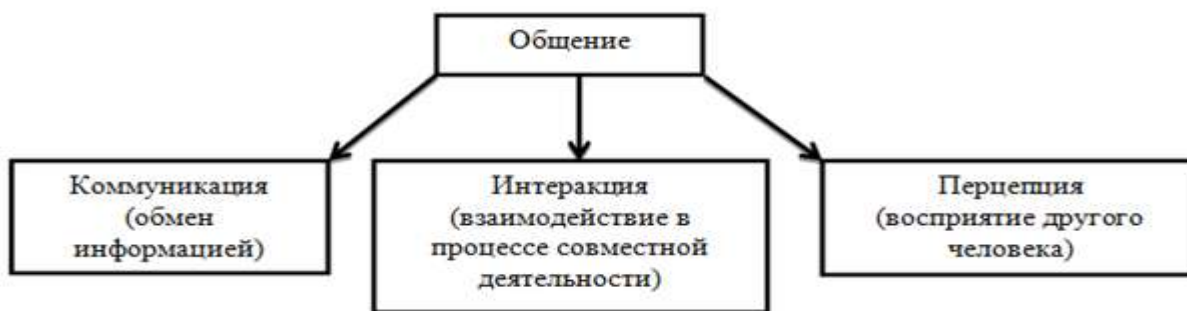 Общение
Коммуникация
(обмен
информацией)
Интеракция
(взаимодействие в
процессе совместной
деятельности)
Перцепция
(восприятие другого
человека)